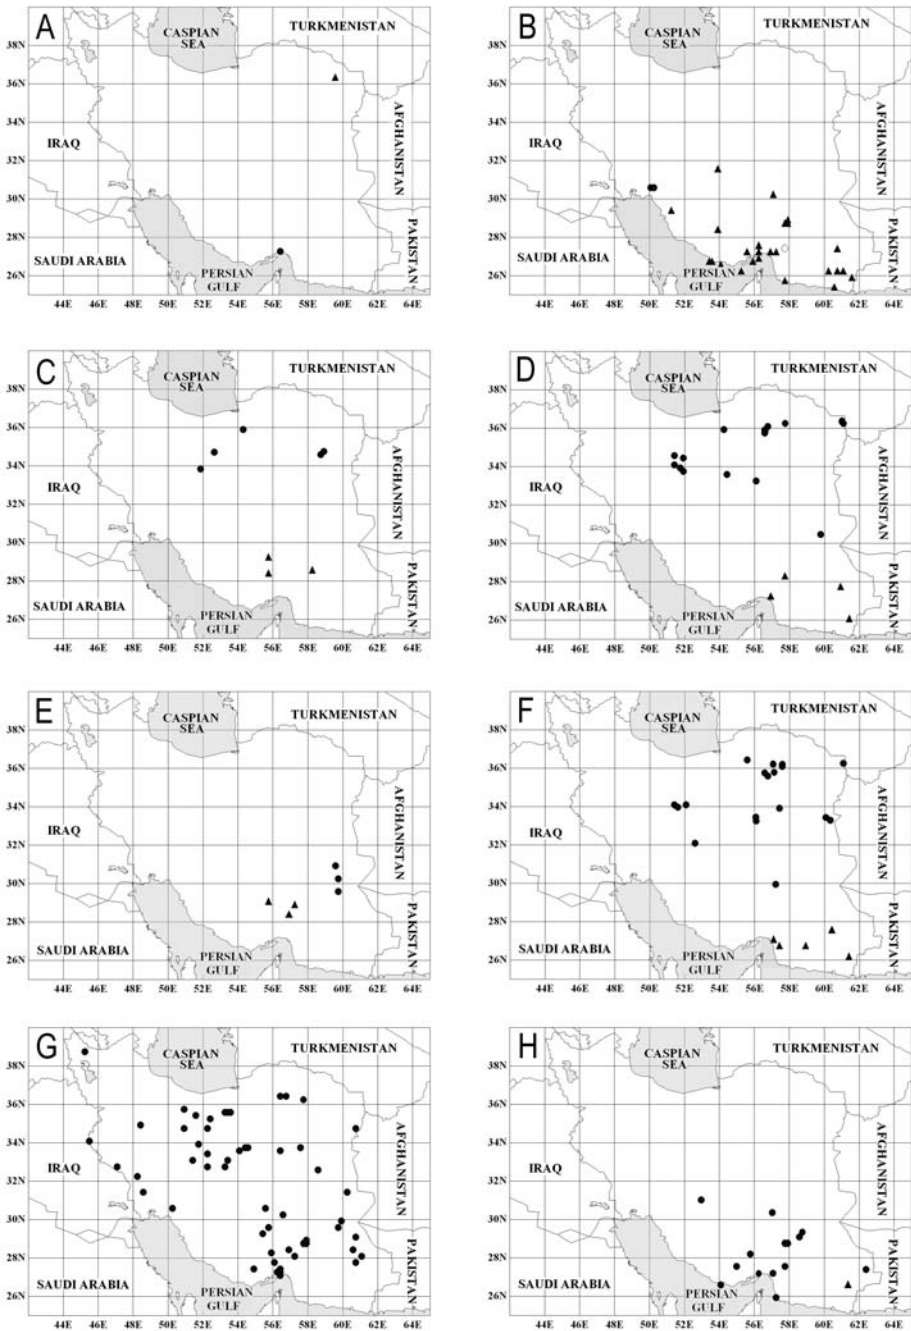 A
CASPIAN SEA
TURKMENISTAN
38N
36N
34N
IRAQ
AFGHANISTAN
32N
30N
28N
SAUDI ARABIA
PERSIAN GULF
PAKISTAN
26N
44E 46E 48E 50E 52E 54E 56E 58E 60E 62E
B
CASPIAN SEA
TURKMENISTAN
38N
36N
34N
IRAQ
AFGHANISTAN
32N
30N
28N
SAUDI ARABIA
PERSIAN GULF
PAKISTAN
26N
44E 46E 48E 50E 52E 54E 56E 58E 60E 62E
C
CASPIAN SEA
TURKMENISTAN
38N
36N
34N
IRAQ
AFGHANISTAN
32N
30N
28N
SAUDI ARABIA
PERSIAN GULF
PAKISTAN
26N
44E 46E 48E 50E 52E 54E 56E 58E 60E 62E
D
CASPIAN SEA
TURKMENISTAN
38N
36N
34N
IRAQ
AFGHANISTAN
32N
30N
28N
SAUDI ARABIA
PERSIAN GULF
PAKISTAN
26N
44E 46E 48E 50E 52E 54E 56E 58E 60E 62E
E
CASPIAN SEA
TURKMENISTAN
38N
36N
34N
IRAQ
AFGHANISTAN
32N
30N
28N
SAUDI ARABIA
PERSIAN GULF
PAKISTAN
26N
44E 46E 48E 50E 52E 54E 56E 58E 60E 62E
F
CASPIAN SEA
TURKMENISTAN
38N
36N
34N
IRAQ
AFGHANISTAN
32N
30N
28N
SAUDI ARABIA
PERSIAN GULF
PAKISTAN
26N
44E 46E 48E 50E 52E 54E 56E 58E 60E 62E
G
CASPIAN SEA
TURKMENISTAN
38N
36N
34N
IRAQ
AFGHANISTAN
32N
30N
28N
SAUDI ARABIA
PERSIAN GULF
PAKISTAN
26N
44E 46E 48E 50E 52E 54E 56E 58E 60E 62E
H
CASPIAN SEA
TURKMENISTAN
38N
36N
34N
IRAQ
AFGHANISTAN
32N
30N
28N
SAUDI ARABIA
PERSIAN GULF
PAKISTAN
26N
44E 46E 48E 50E 52E 54E 56E 58E 60E 62E